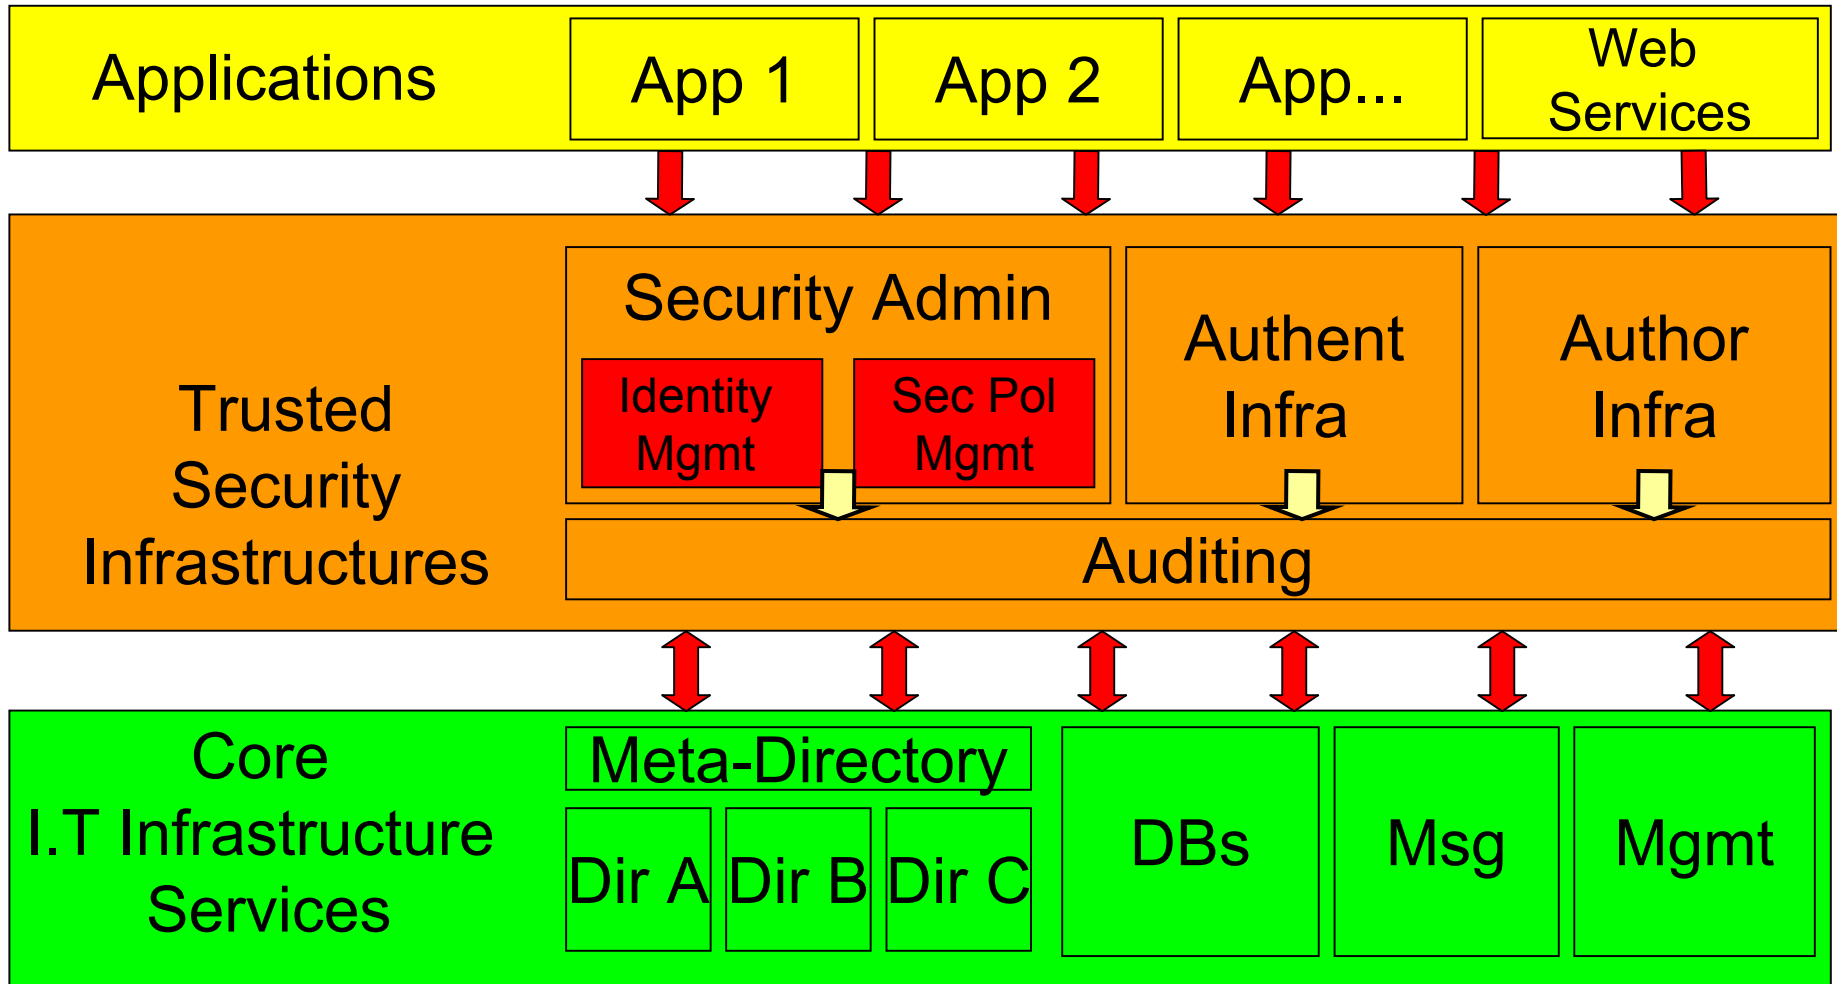 Applications
App 1
App 2
App...
Web
Services
Trusted
Security
Infrastructures
Security Admin
Identity
Mgmt
Sec Pol
Mgmt
Authent
Infra
Author
Infra
Auditing
Core
I.T Infrastructure
Services
Meta-Directory
Dir A
Dir B
Dir C
DBs
Msg
Mgmt